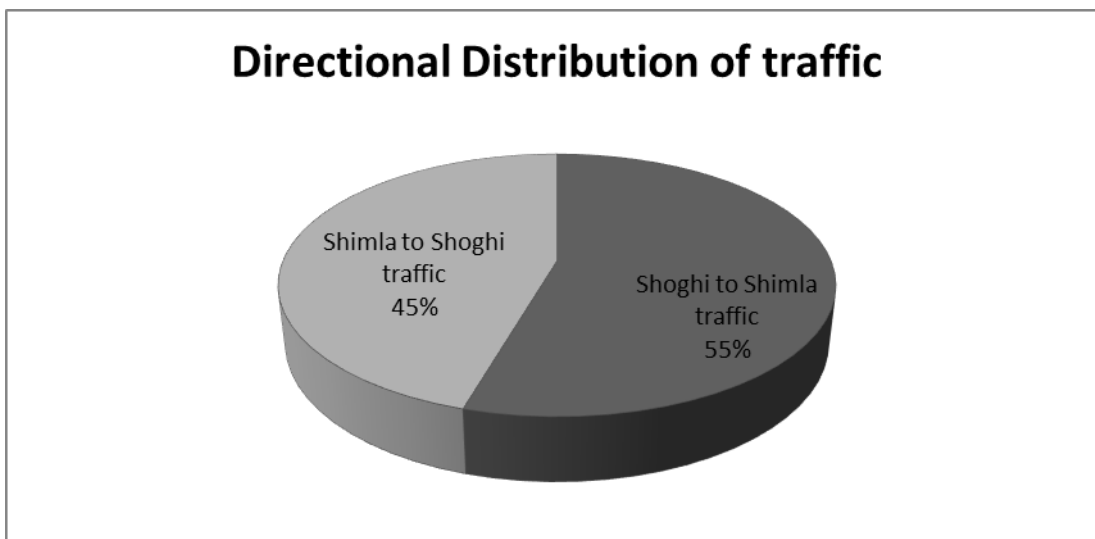 Directional Distribution of traffic
Shimla to Shoghi
traffic
45%
Shoghi to Shimla
traffic
55%